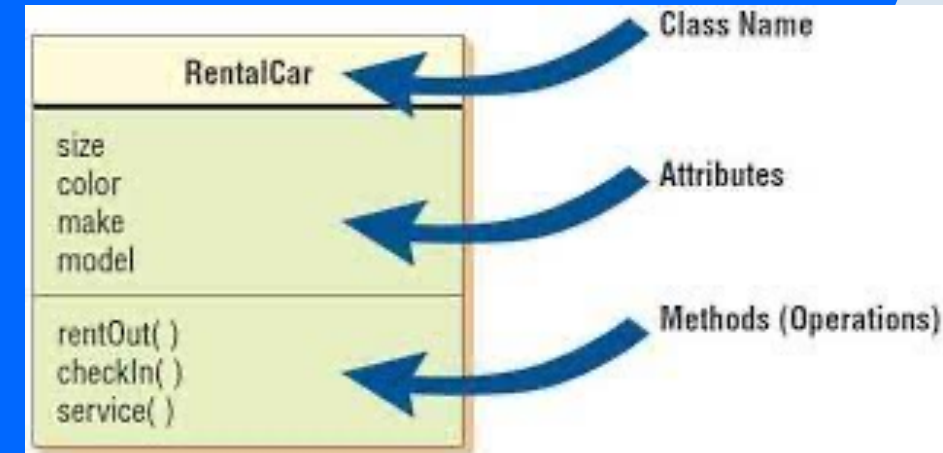 Class Name
RentalCar
size
color
make
model
Attributes
rentOut( )
checkIn( )
service( )
Methods (Operations)